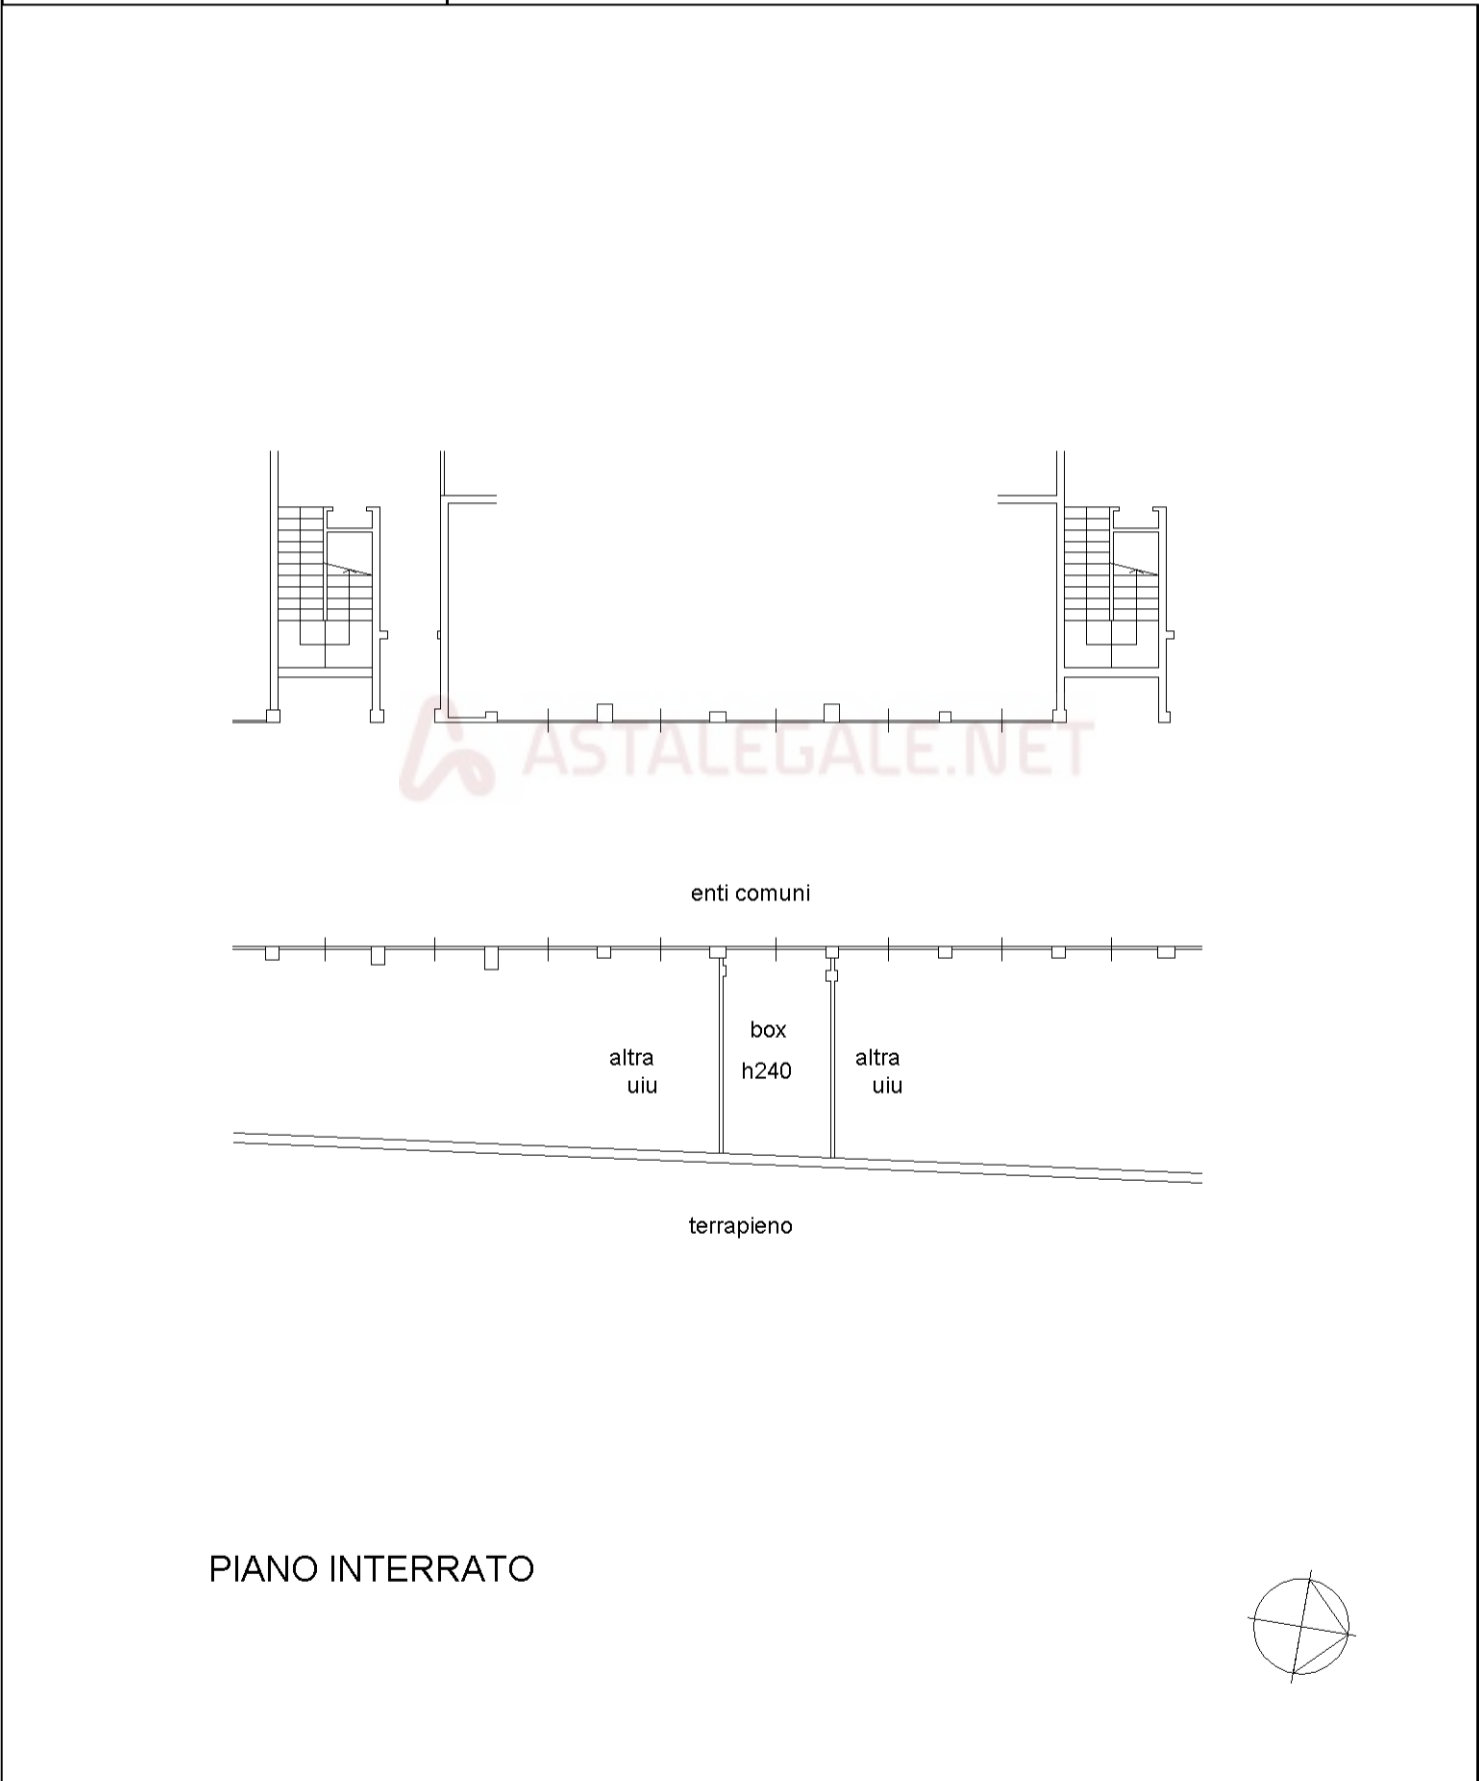 ASTALEGALE.NET
enti comuni
box
h240
altra
uiu
altra
uiu
terrapieno
PIANO INTERRATO